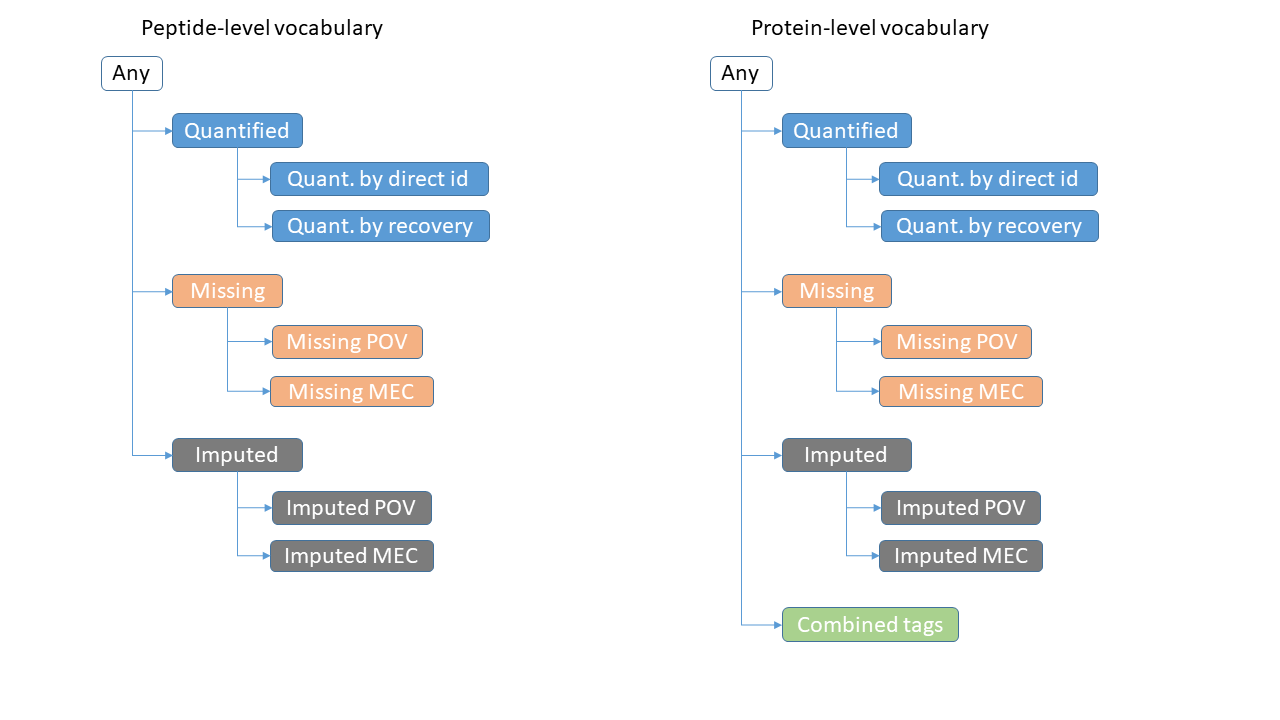 Peptide-level vocabulary
Any
Quantified
Quant. by direct id
Quant. by recovery
Missing
Missing POV
Missing MEC
Imputed
Imputed POV
Imputed MEC
Protein-level vocabulary
Any
Quantified
Quant. by direct id
Quant. by recovery
Missing
Missing POV
Missing MEC
Imputed
Imputed POV
Imputed MEC
Combined tags